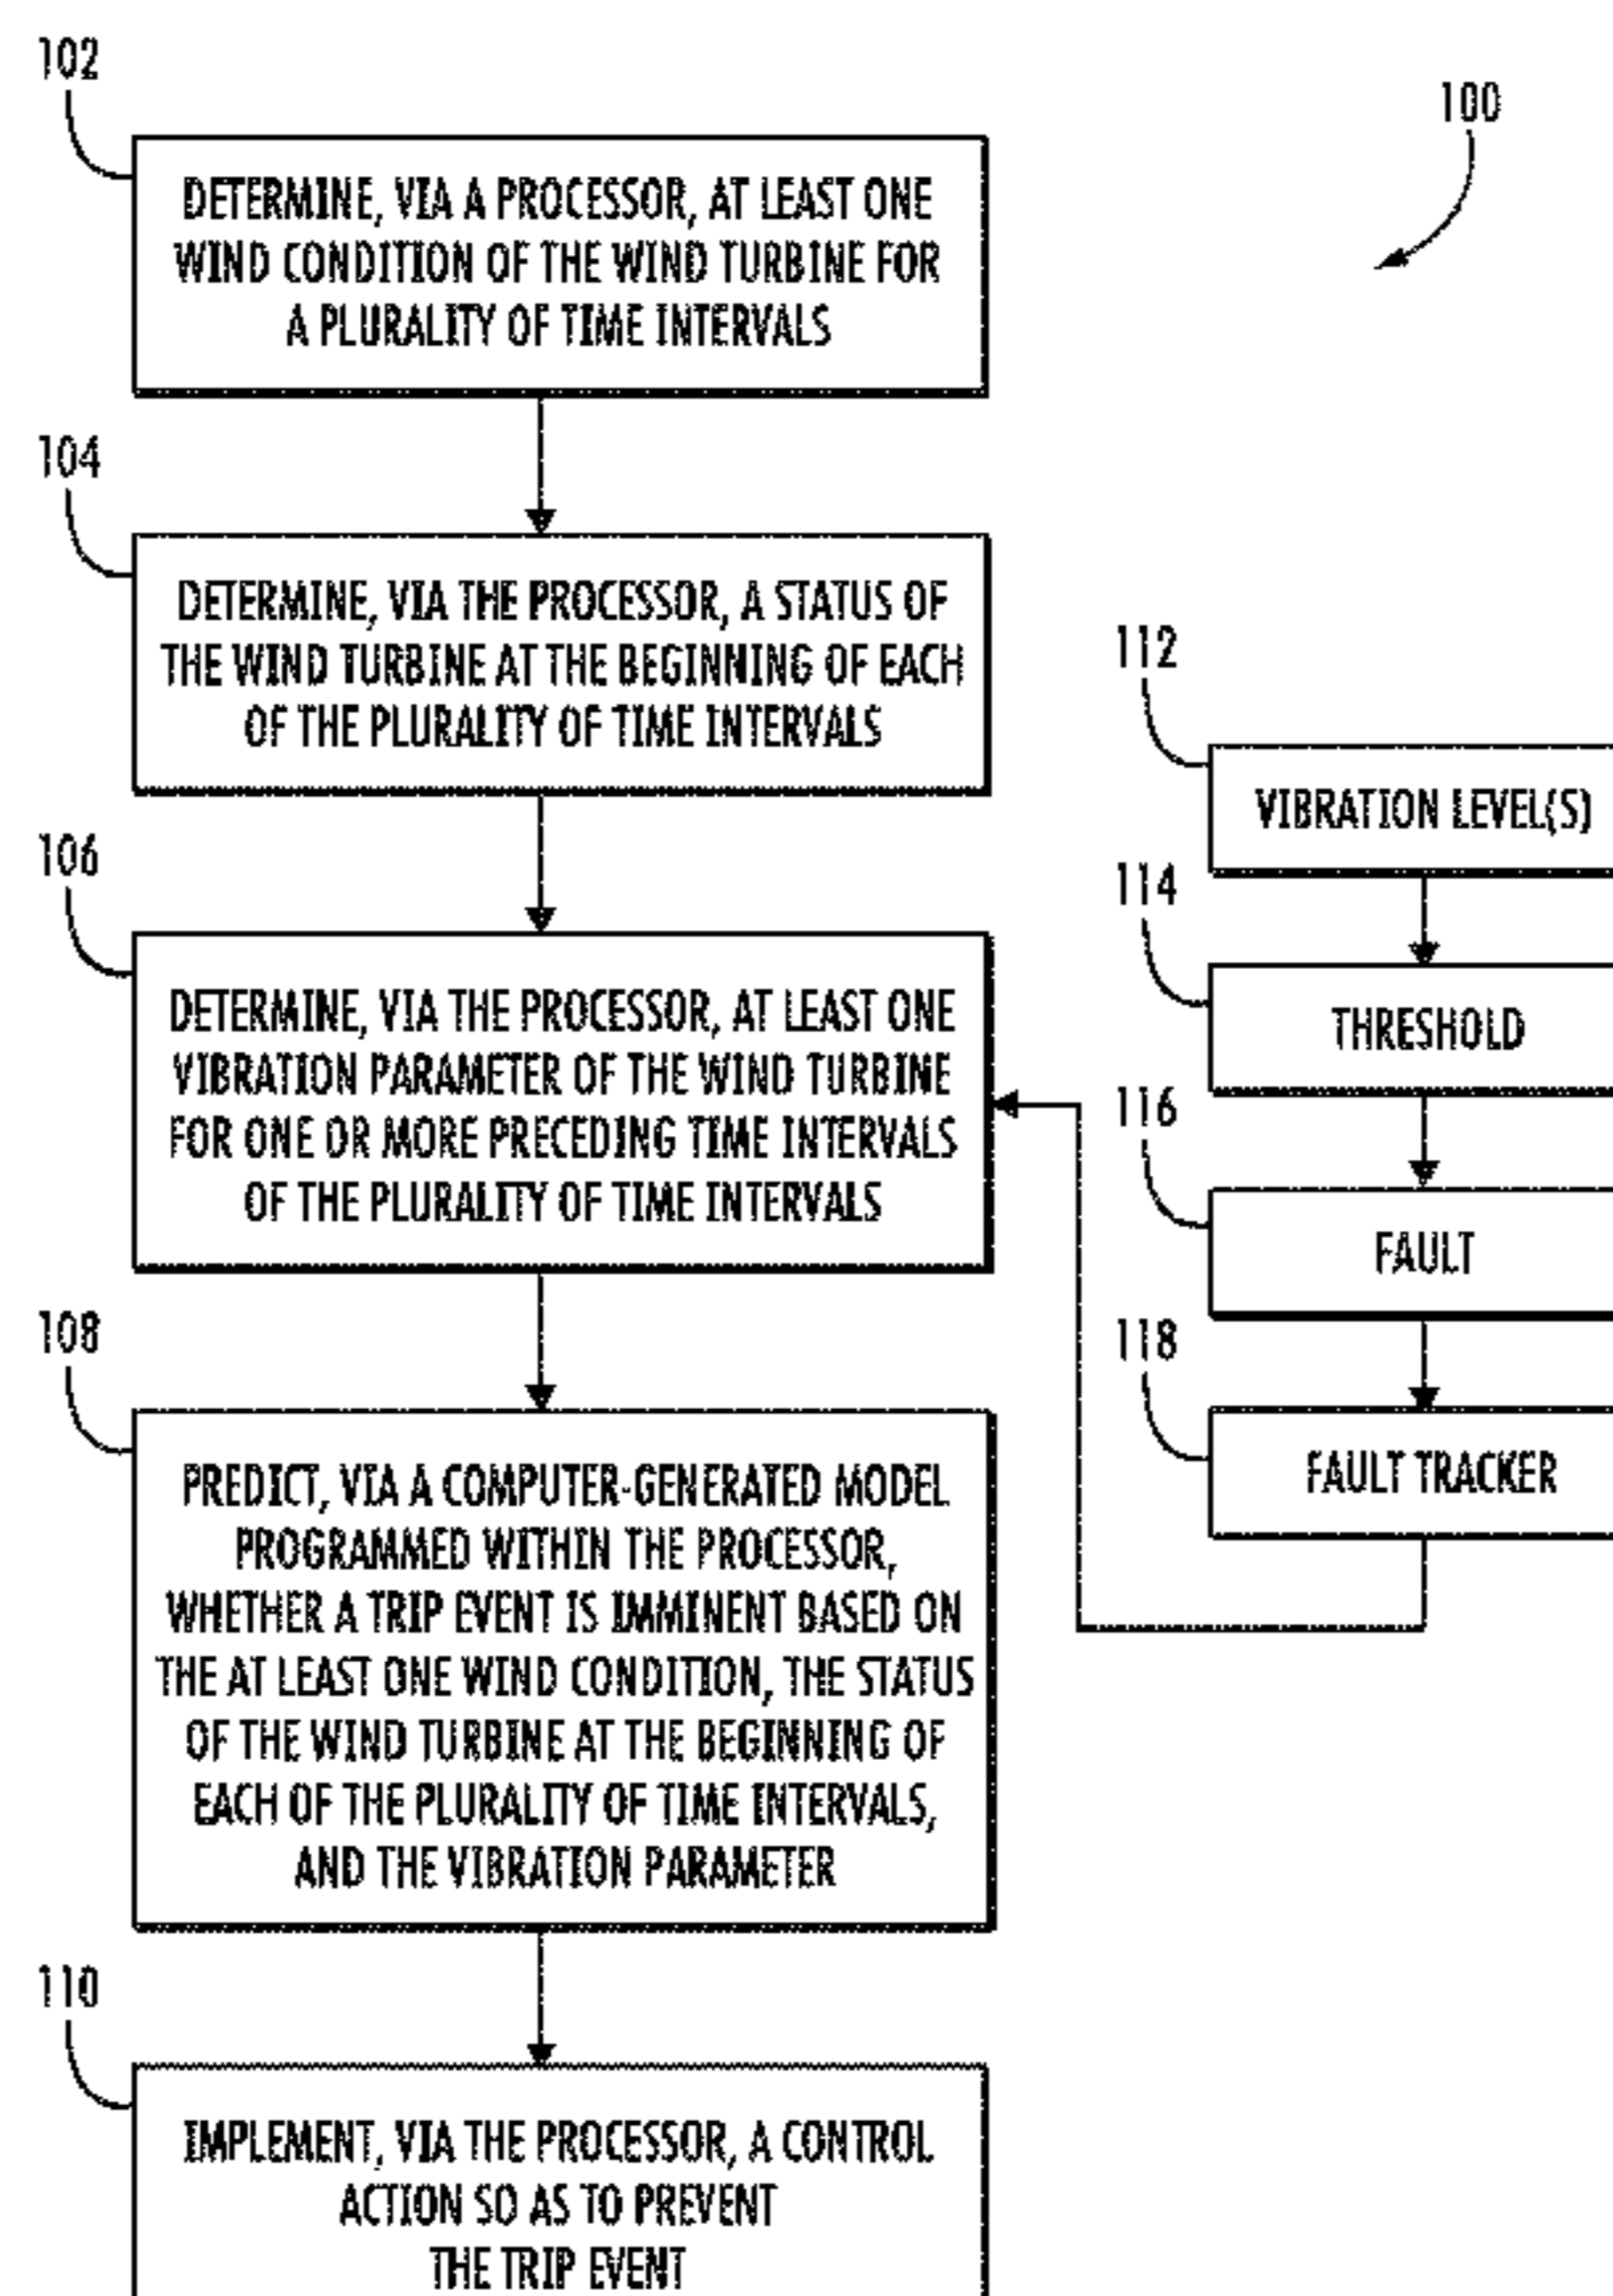 102
100
DETERMINE, VIA A PROCESSOR, AT LEAST ONE
WIND CONDITION OF THE WIND TURBINE FOR
A PLURALITY OF TIME INTERVALS
104
DETERMINE, VIA THE PROCESSOR, A STATUS OF
THE WIND TURBINE AT THE BEGINNING OF EACH
OF THE PLURALITY OF TIME INTERVALS
106
DETERMINE, VIA THE PROCESSOR, AT LEAST ONE
VIBRATION PARAMETER OF THE WIND TURBINE
FOR ONE OR MORE PRECEDING TIME INTERVALS
OF THE PLURALITY OF TIME INTERVALS
108
PREDICT, VIA A COMPUTER-GENERATED MODEL
PROGRAMMED WITHIN THE PROCESSOR,
WHETHER A TRIP EVENT IS IMMINENT BASED ON
THE AT LEAST ONE WIND CONDITION, THE STATUS
OF THE WIND TURBINE AT THE BEGINNING OF
EACH OF THE PLURALITY OF TIME INTERVALS,
AND THE VIBRATION PARAMETER
110
IMPLEMENT, VIA THE PROCESSOR, A CONTROL
ACTION SO AS TO PREVENT
THE TRIP EVENT
112
VIBRATION LEVEL(S)
114
THRESHOLD
116
FAULT
118
FAULT TRACKER